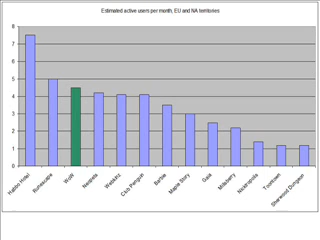 Estimated active users per month, EU and NA territories
8
7
6
5
4
3
2
1
0
Habbo Hotel
Runescape
WoW
Neopets
Webkinz
Club Penguin
Barbie
Maple Story
Gaia
Millsberry
Nicktropolis
Toontown
Sherwood Dungeon